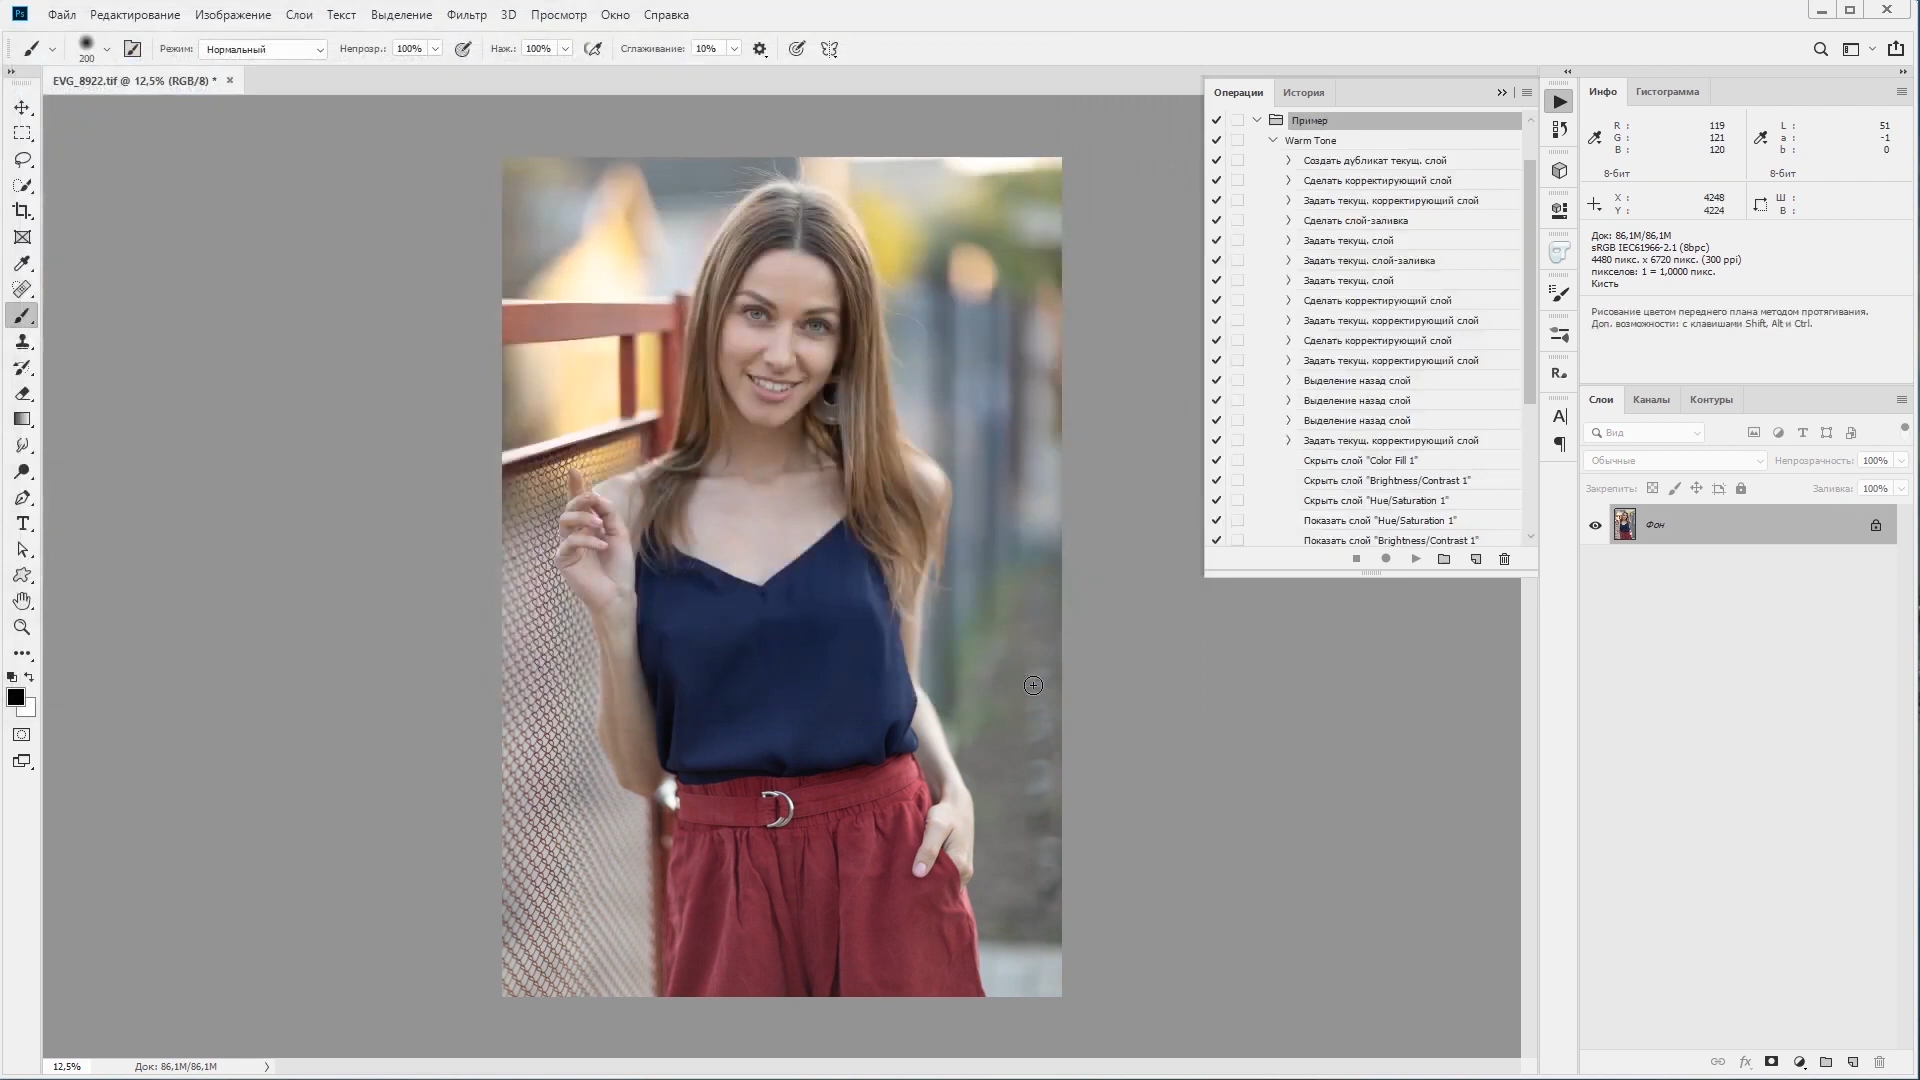 Ps Файл Редактирование Изображение Слои Текст Выделение Фильтр 3D Просмотр Окно Справка
200 Режим: Нормальный Непрозр.: 100% Наж.: 100% Сглаживание: 10%
EVG_8922.tif @ 12,5% (RGB/8) *
Операции История
Пример
Warm Tone
Создать дубликат текущ. слой
Сделать корректирующий слой
Задать текущ. корректирующий слой
Сделать слой-заливка
Задать текущ. слой
Задать текущ. слой-заливка
Задать текущ. слой
Сделать корректирующий слой
Задать текущ. корректирующий слой
Сделать корректирующий слой
Задать текущ. корректирующий слой
Выделение назад слой
Выделение назад слой
Выделение назад слой
Задать текущ. корректирующий слой
Скрыть слой "Color Fill 1"
Скрыть слой "Brightness/Contrast 1"
Скрыть слой "Hue/Saturation 1"
Показать слой "Hue/Saturation 1"
Показать слой "Brightness/Contrast 1"
Инфо Гистограмма
R : 119 L : 51
G : 121 a : -1
B : 120 b : 0
8-бит 8-бит
X : 4248 Ш :
Y : 4224 В :
Док: 86,1M/86,1M
sRGB IEC61966-2.1 (8bpc)
4480 пикс. x 6720 пикс. (300 ppi)
пикселов: 1 = 1,0000 пикс.
Кисть
Рисование цветом переднего плана методом протягивания.
Доп. возможности: с клавишами Shift, Alt и Ctrl.
Слои Каналы Контуры
Вид
Обычные Непрозрачность: 100%
Закрепить: Заливка: 100%
Фон
12,5% Док: 86,1M/86,1M